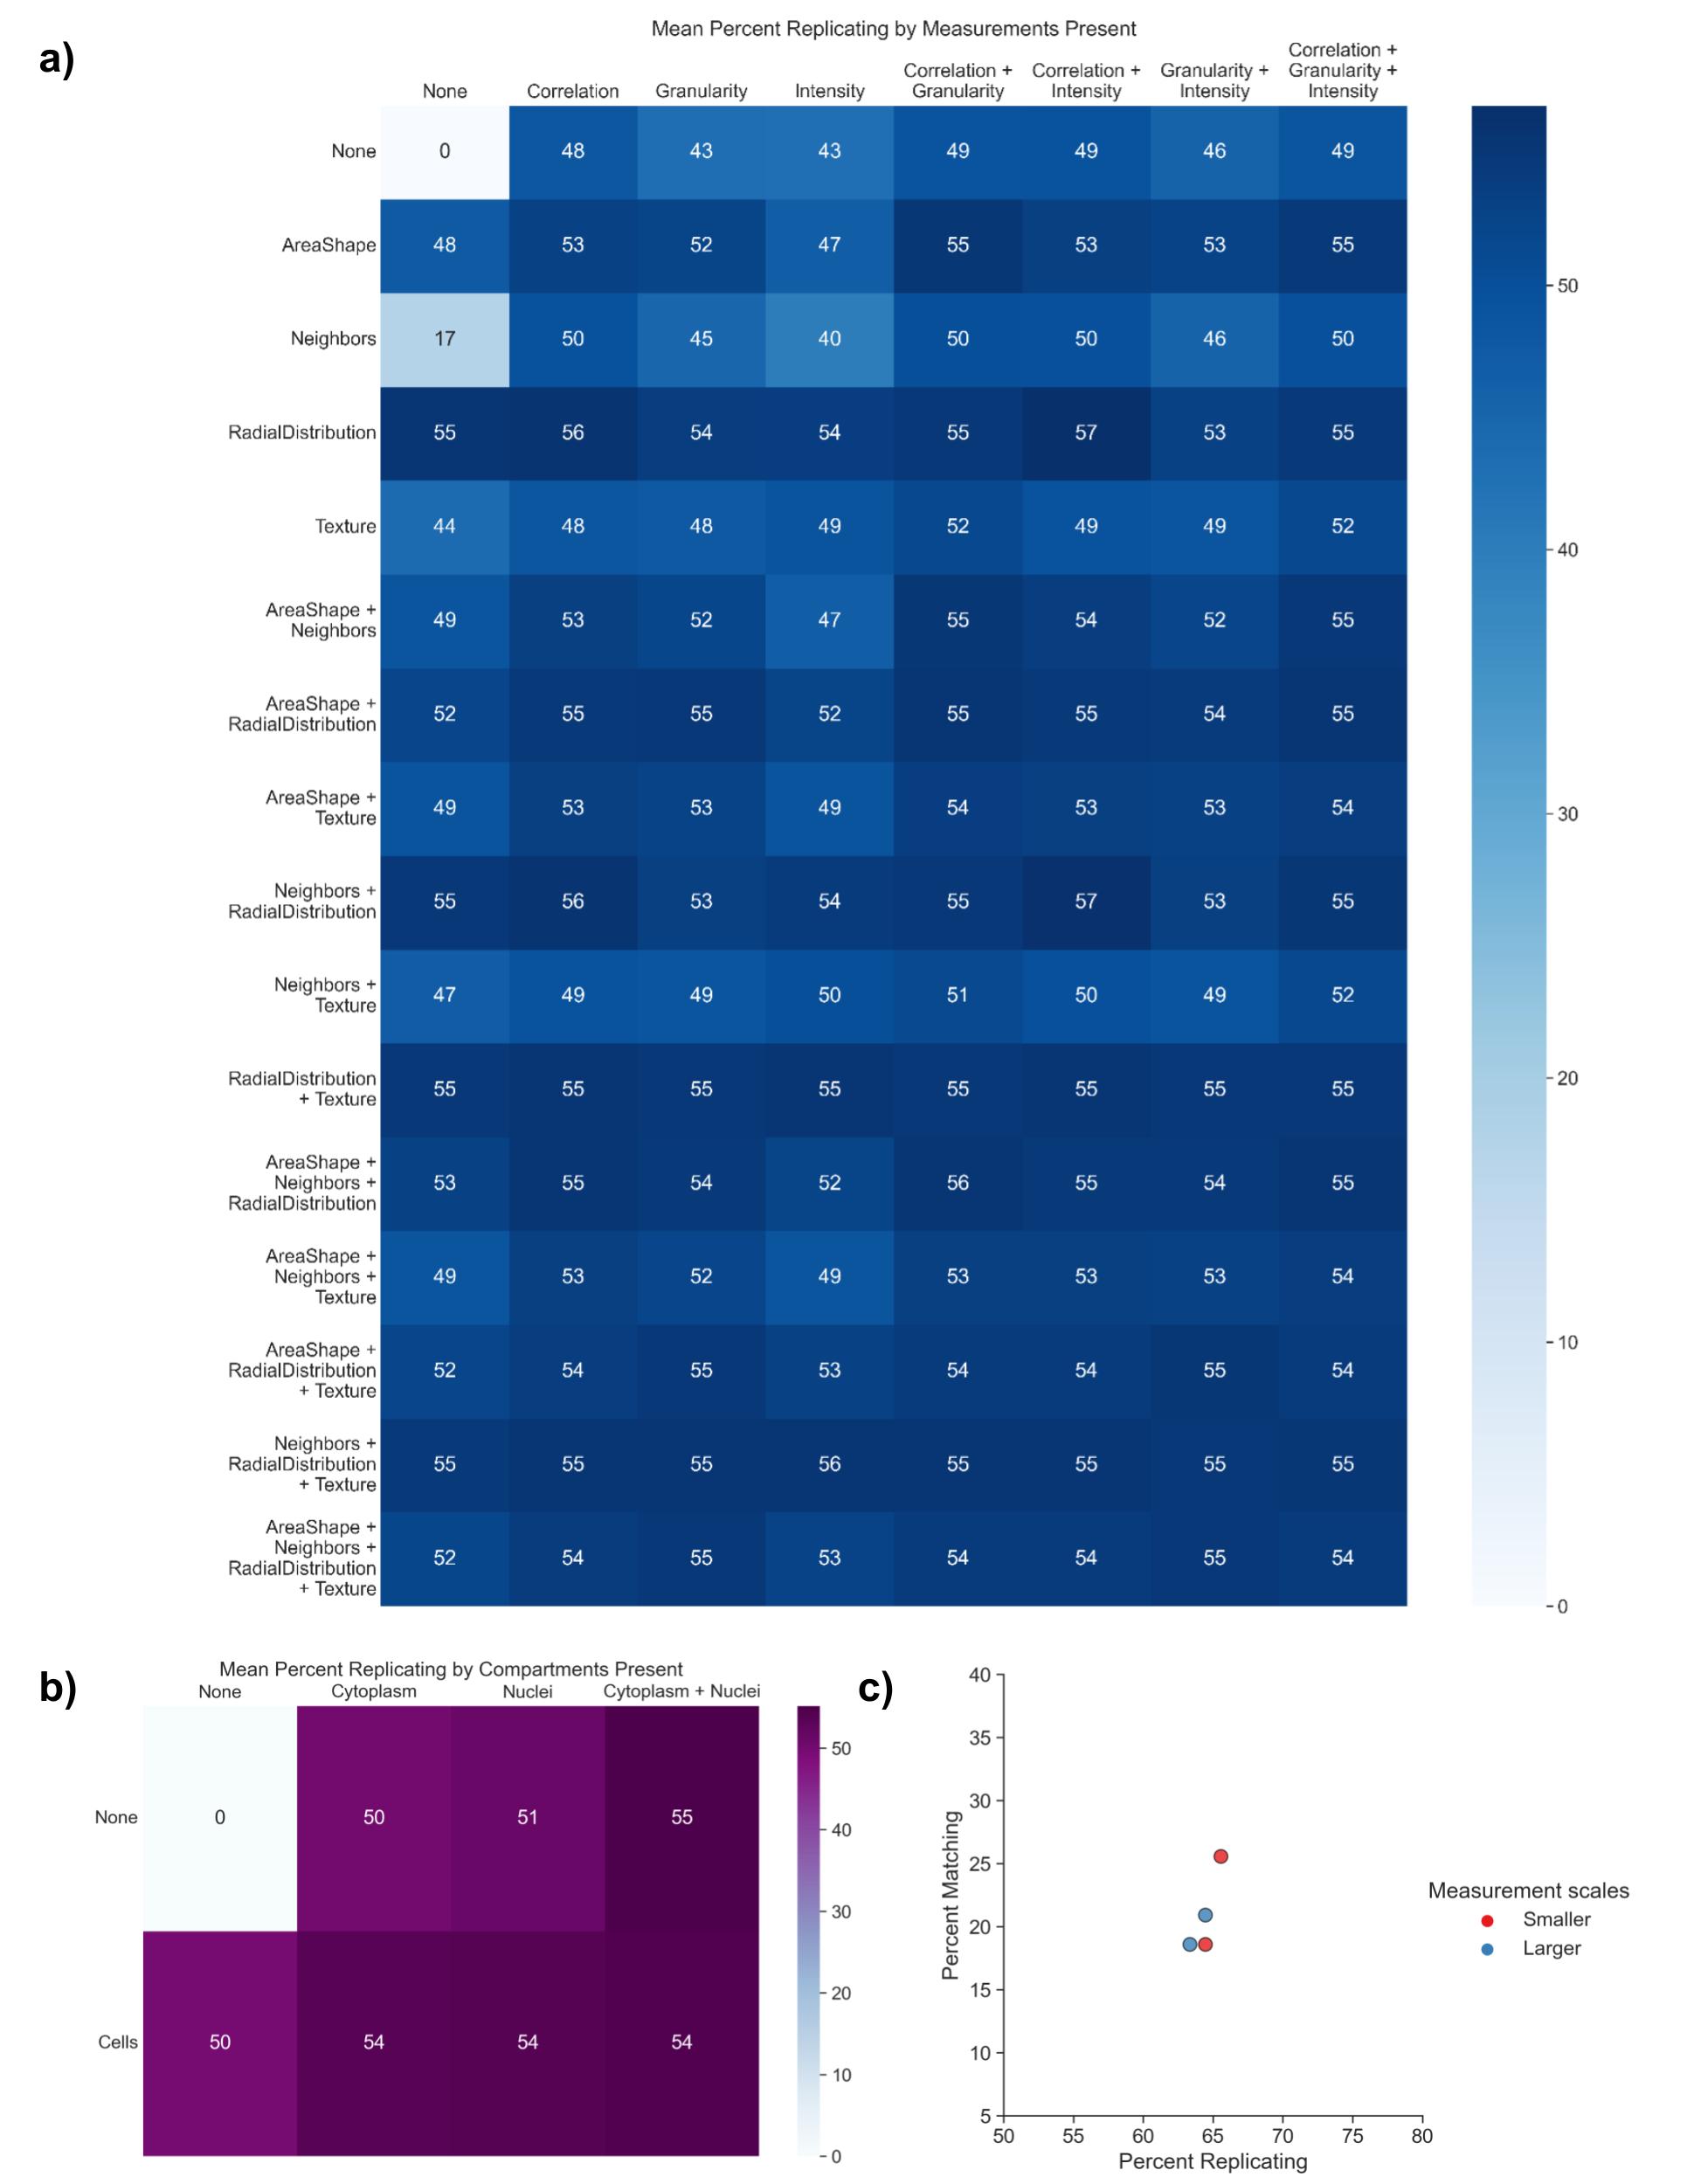 a)
Mean Percent Replicating by Measurements Present
None
Correlation
Granularity
Intensity
Correlation +
Granularity
Correlation +
Intensity
Granularity +
Intensity
Correlation +
Granularity +
Intensity
None 0 48 43 43 49 49 46 49
AreaShape 48 53 52 47 55 53 53 55
Neighbors 17 50 45 40 50 50 46 50
RadialDistribution 55 56 54 54 55 57 53 55
Texture 44 48 48 49 52 49 49 52
AreaShape +
Neighbors
49 53 52 47 55 54 52 55
AreaShape +
RadialDistribution
52 55 55 52 55 55 54 55
AreaShape +
Texture
49 53 53 49 54 53 53 54
Neighbors +
RadialDistribution
55 56 53 54 55 57 53 55
Neighbors +
Texture
47 49 49 50 51 50 49 52
RadialDistribution
+ Texture
55 55 55 55 55 55 55 55
AreaShape +
Neighbors +
RadialDistribution
53 55 54 52 56 55 54 55
AreaShape +
Neighbors +
Texture
49 53 52 49 53 53 53 54
AreaShape +
RadialDistribution
+ Texture
52 54 55 53 54 54 55 54
Neighbors +
RadialDistribution
+ Texture
55 55 55 56 55 55 55 55
AreaShape +
Neighbors +
RadialDistribution
+ Texture
52 54 55 53 54 54 55 54
50
40
30
20
10
0
b)
Mean Percent Replicating by Compartments Present
None Cytoplasm Nuclei Cytoplasm + Nuclei
None 0 50 51 55
Cells 50 54 54 54
50
40
30
20
10
0
c)
Percent Matching
40
35
30
25
20
15
10
5
50 55 60 65 70 75 80
Percent Replicating
Measurement scales
Smaller
Larger